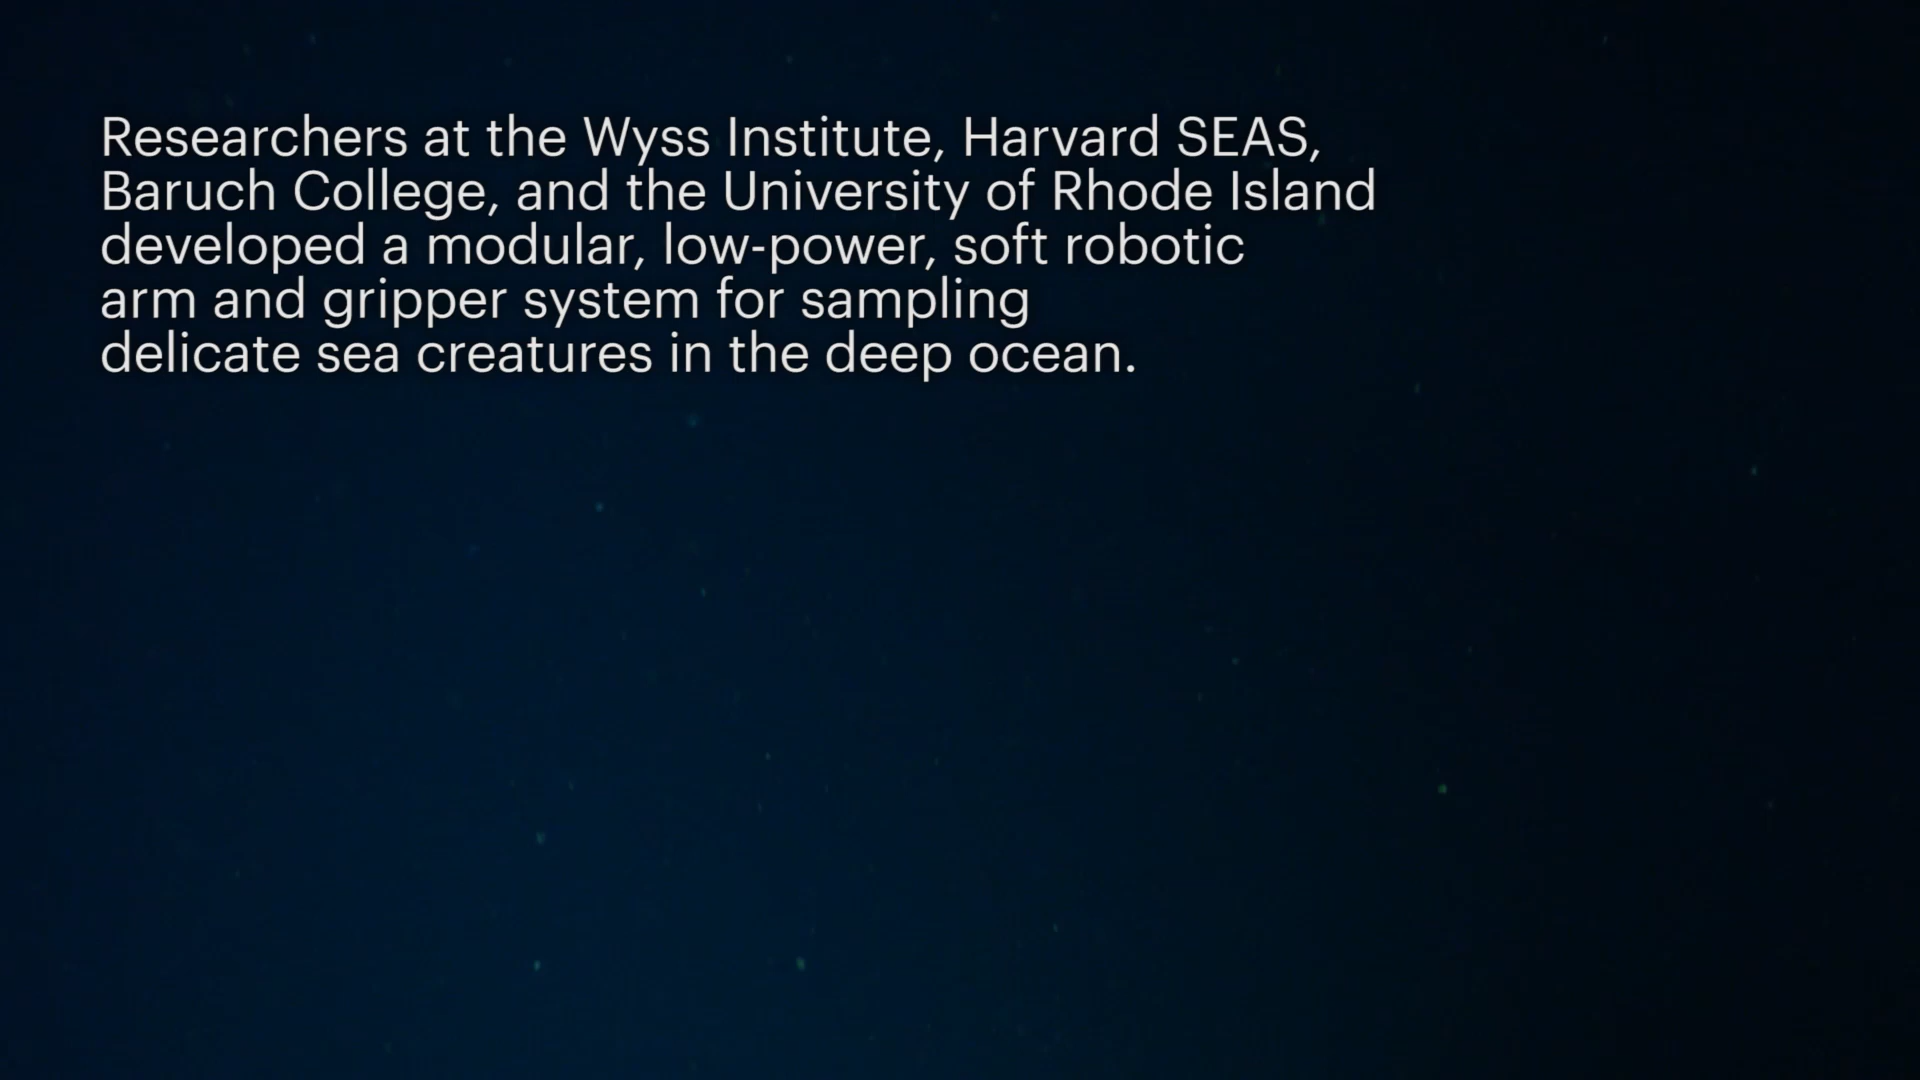 Researchers at the Wyss Institute, Harvard SEAS,
Baruch College, and the University of Rhode Island
developed a modular, low-power, soft robotic
arm and gripper system for sampling
delicate sea creatures in the deep ocean.